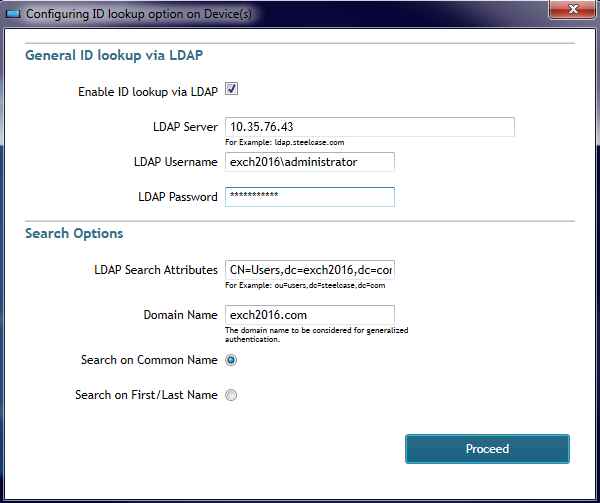 Configuring ID lookup option on Device(s)
General ID lookup via LDAP
Enable ID lookup via LDAP
LDAP Server 10.35.76.43
For Example: ldap.steelcase.com
LDAP Username exch2016\administrator
LDAP Password ***********
Search Options
LDAP Search Attributes CN=Users,dc=exch2016,dc=cor
For Example: ou=users,dc=steelcase,dc=com
Domain Name exch2016.com
The domain name to be considered for generalized
authentication.
Search on Common Name
Search on First/Last Name
Proceed